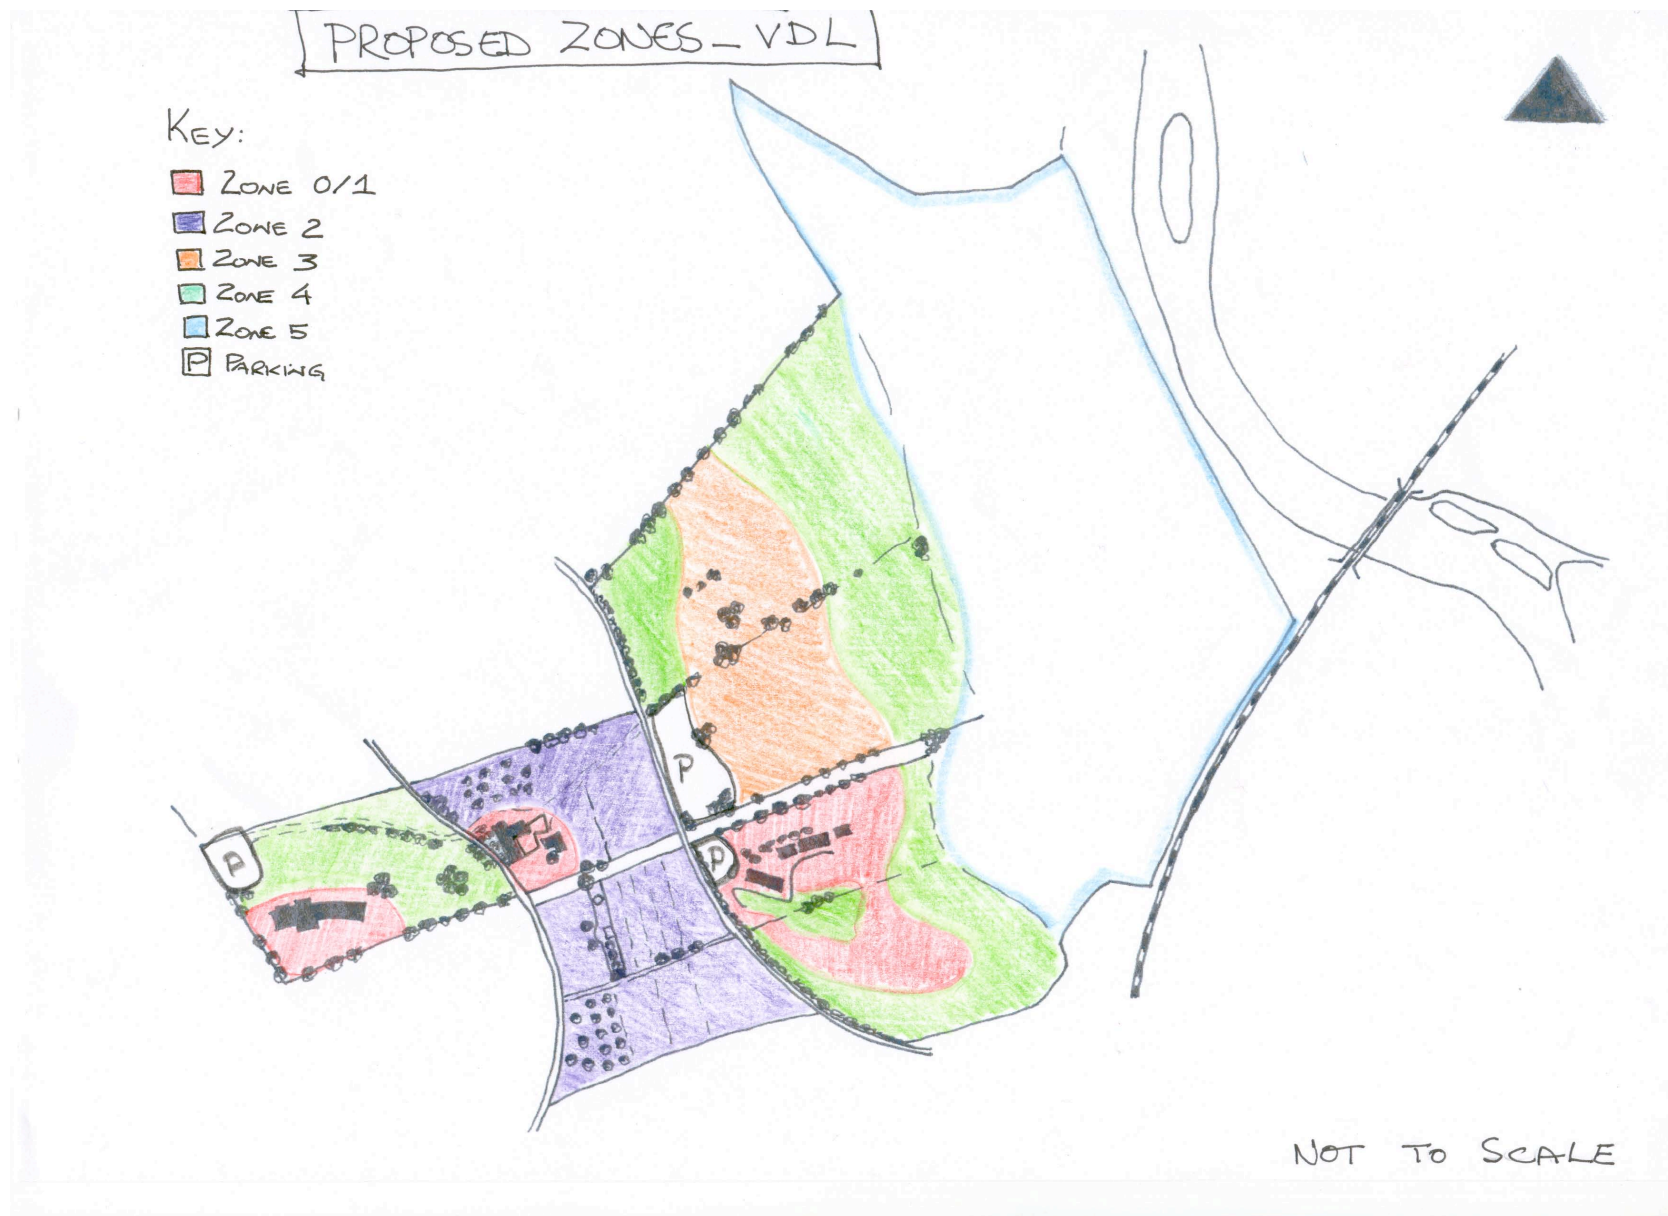 PROPOSED ZONES_VDL
KEY:
ZONE 0/1
ZONE 2
ZONE 3
ZONE 4
ZONE 5
P PARKING
P
P
P
NOT TO SCALE